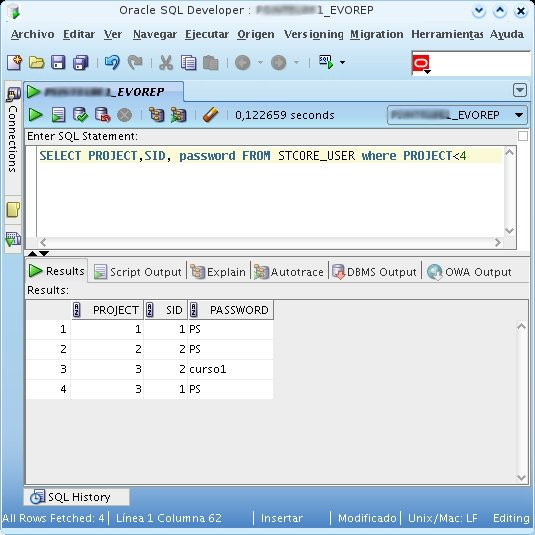 Oracle SQL Developer : 1_EVOREP
Archivo Editar Ver Navegar Ejecutar Origen Versioning Migration Herramientas Ayuda
1_EVOREP
0,122659 seconds 1_EVOREP
Connections
Enter SQL Statement:
SELECT PROJECT,SID, password FROM STCORE_USER where PROJECT<4
Results Script Output Explain Autotrace DBMS Output OWA Output
Results:
PROJECT SID PASSWORD
1 1 1 PS
2 2 2 PS
3 3 2 curso1
4 3 1 PS
SQL History
All Rows Fetched: 4 Línea 1 Columna 62 Insertar Modificado Unix/Mac: LF Editing